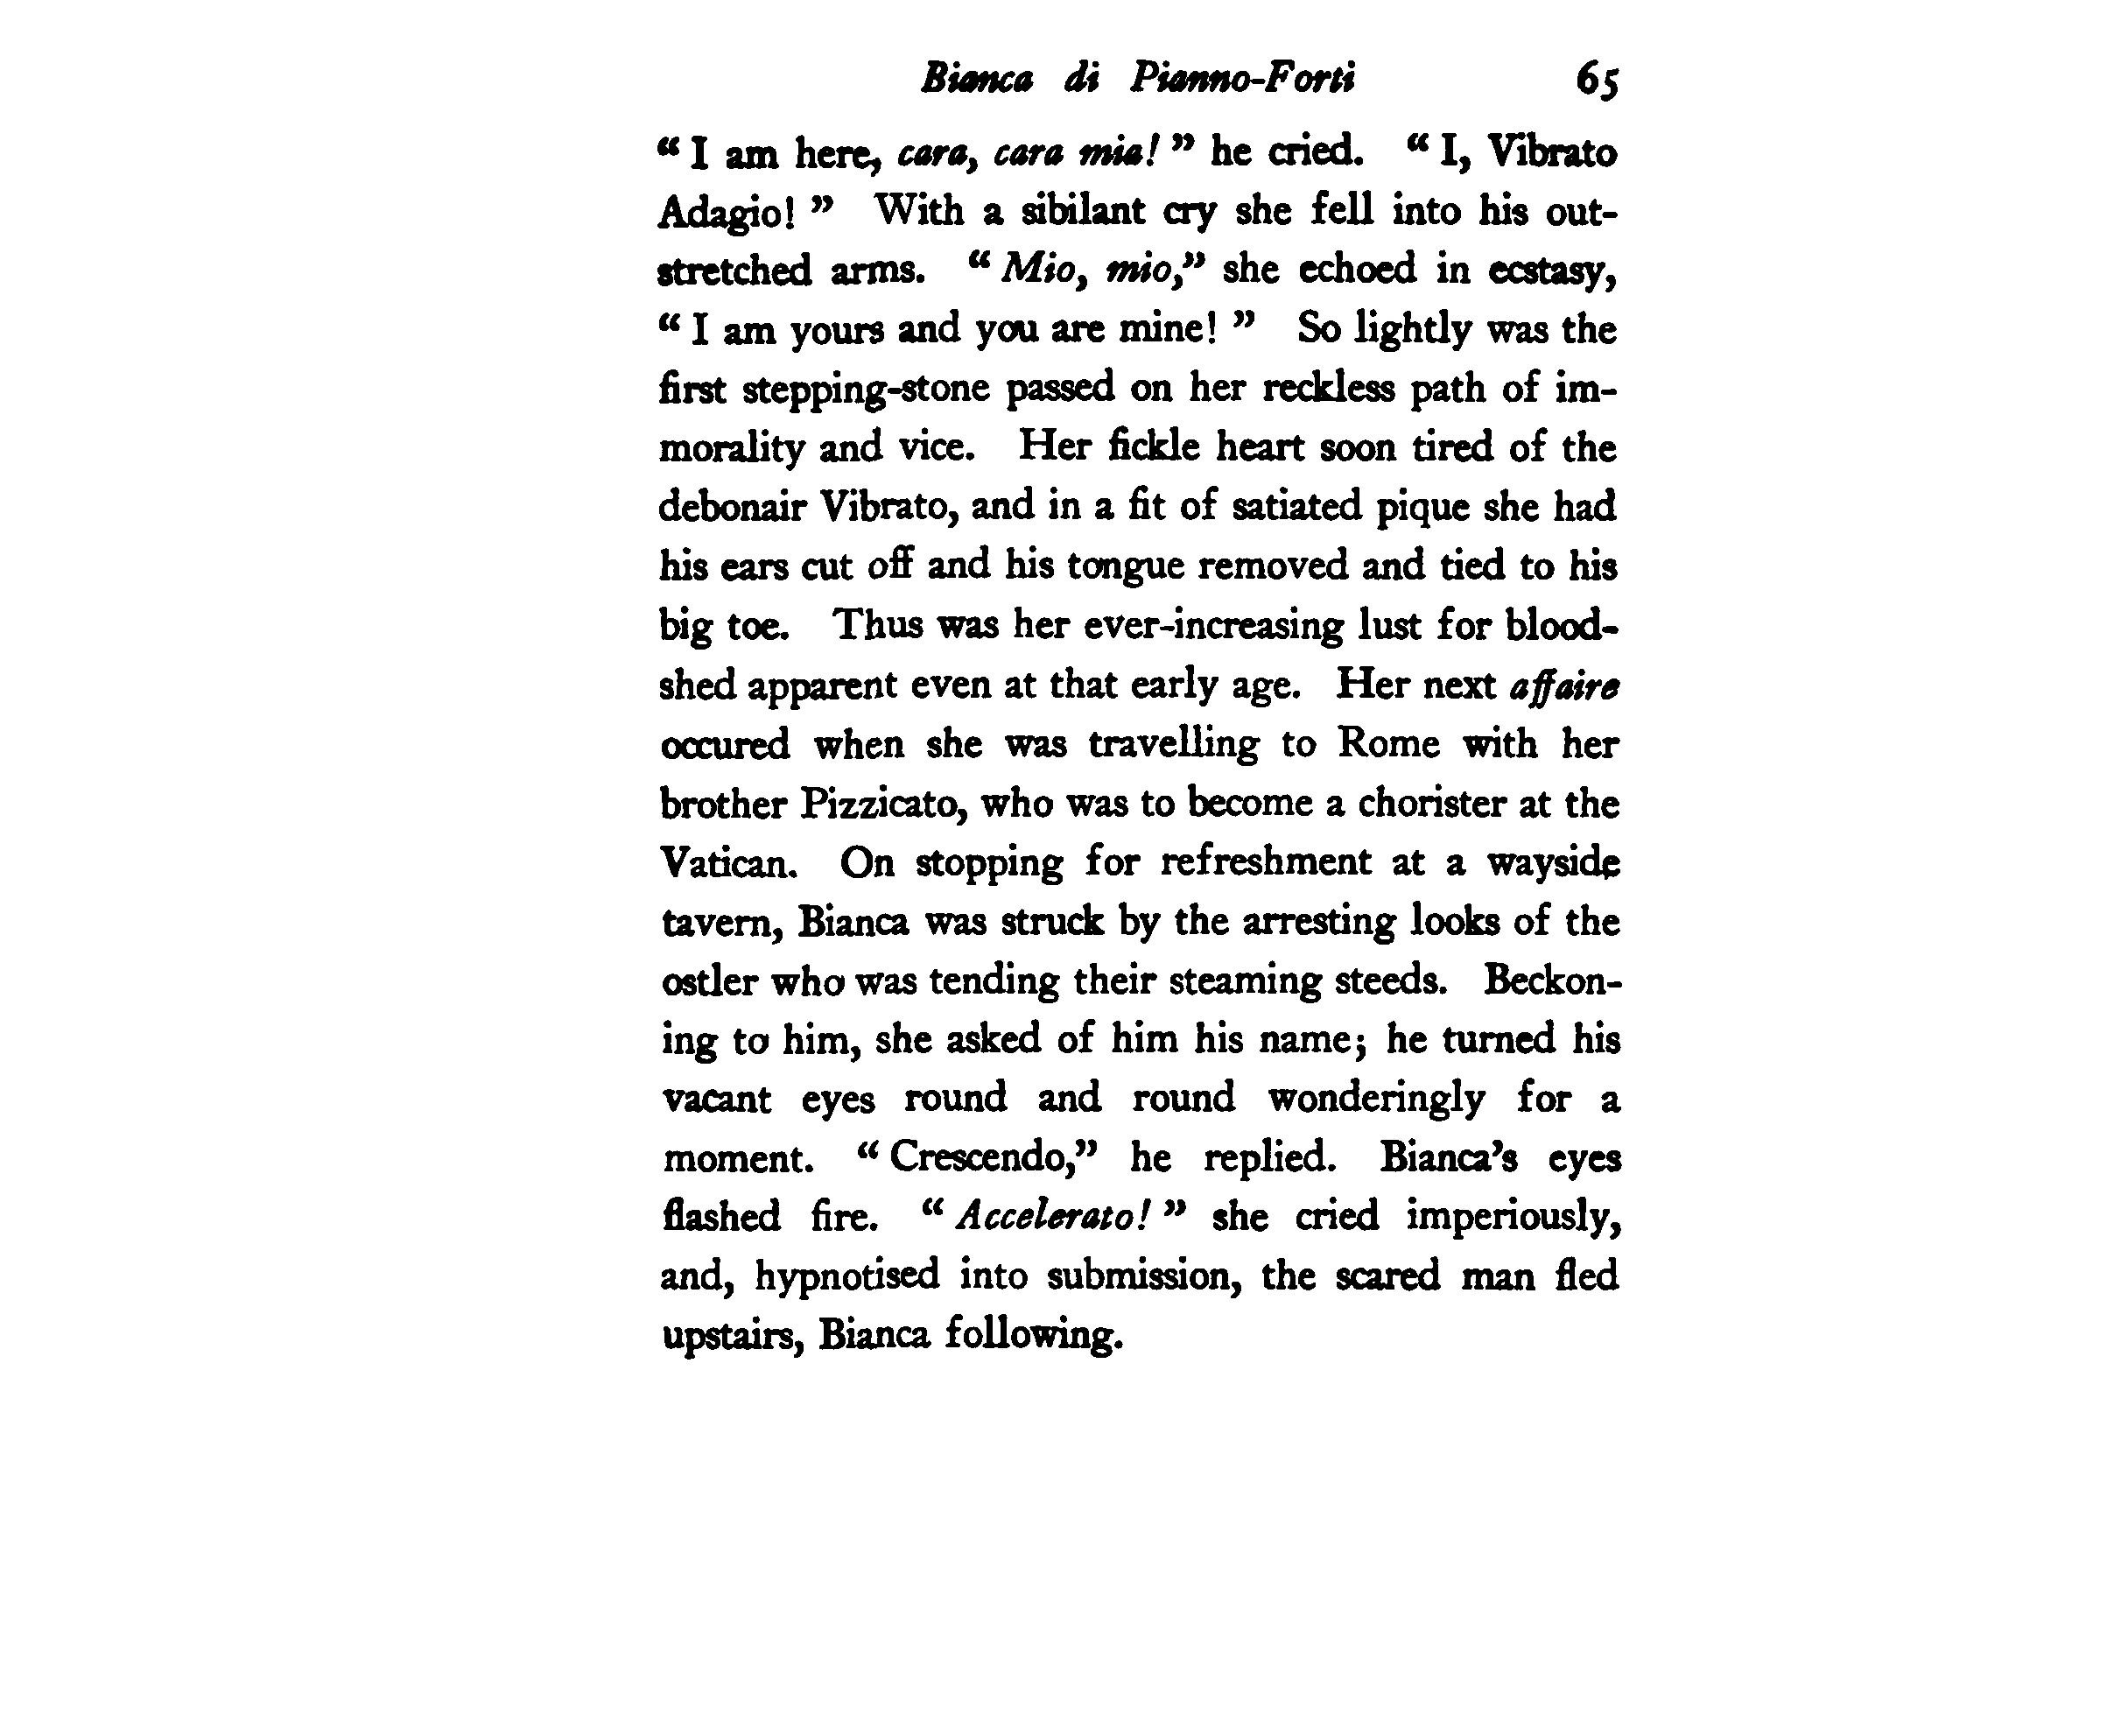 Bianca di Pianno-Forti 65
“ I am here, cara, cara mia! ” he cried. “ I, Vibrato
Adagio! ” With a sibilant cry she fell into his out-
stretched arms. “ Mio, mio,” she echoed in ecstasy,
“ I am yours and you are mine! ” So lightly was the
first stepping-stone passed on her reckless path of im-
morality and vice. Her fickle heart soon tired of the
debonair Vibrato, and in a fit of satiated pique she had
his ears cut off and his tongue removed and tied to his
big toe. Thus was her ever-increasing lust for blood-
shed apparent even at that early age. Her next affaire
occured when she was travelling to Rome with her
brother Pizzicato, who was to become a chorister at the
Vatican. On stopping for refreshment at a wayside
tavern, Bianca was struck by the arresting looks of the
ostler who was tending their steaming steeds. Beckon-
ing to him, she asked of him his name; he turned his
vacant eyes round and round wonderingly for a
moment. “ Crescendo,” he replied. Bianca’s eyes
flashed fire. “ Accelerato! ” she cried imperiously,
and, hypnotised into submission, the scared man fled
upstairs, Bianca following.